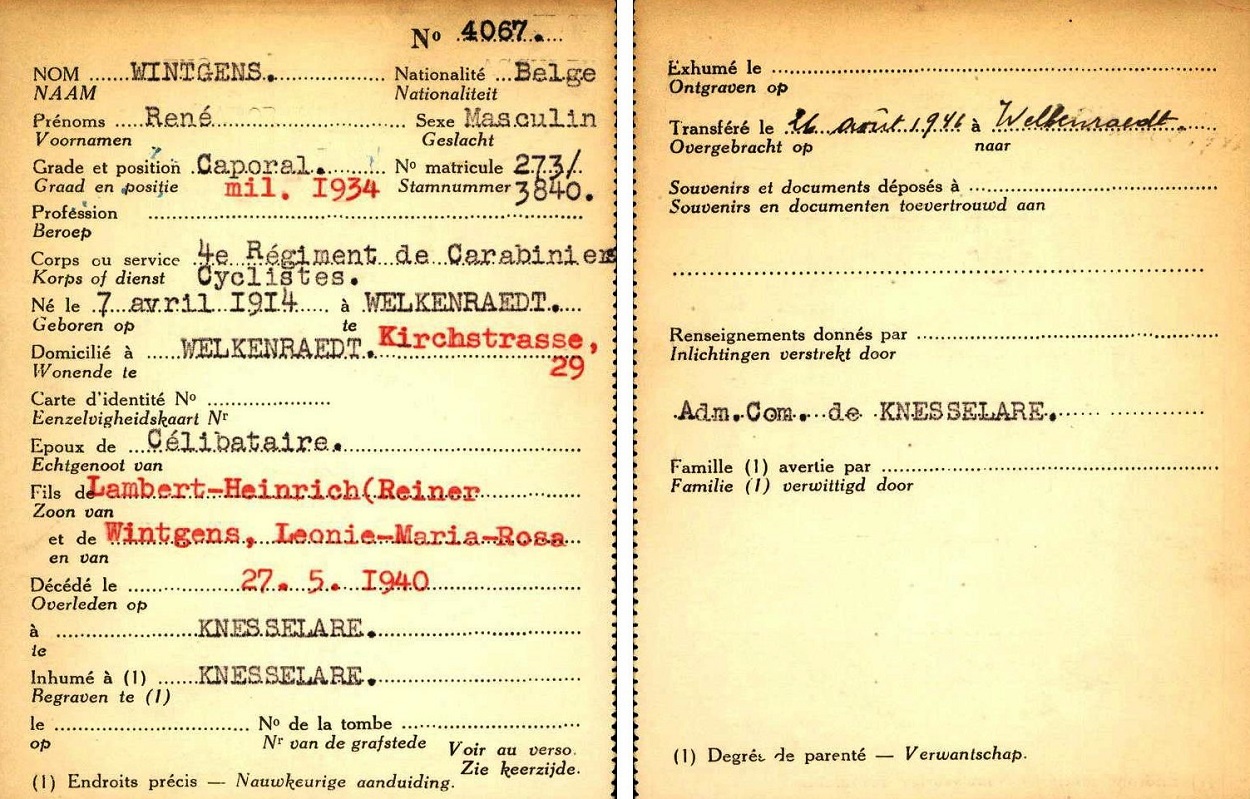 Nº 4067.
NOM WINTGENS. Nationalité Belge
NAAM Nationaliteit
Prénoms René Sexe Masculin
Voornamen Geslacht
Grade et position Caporal. Nº matricule 273/
Graad en positie mil. 1934 Stamnummer 3840.
Profession
Beroep
Corps ou service 4e Régiment de Carabiniers
Korps of dienst Cyclistes.
Né le 7 avril 1914 à WELKENRAEDT.
Geboren op te Kirchstrasse,
Domicilié à WELKENRAEDT. 29
Wonende te
Carte d'identité Nº
Eenzelvigheidskaart Nr
Epoux de Célibataire.
Echtgenoot van
Fils de Lambert-Heinrich(Reiner
Zoon van
et de Wintgens, Leonie-Maria-Rosa
en van
Décédé le 27. 5. 1940
Overleden op
à KNESSELARE.
te
Inhumé à (1) KNESSELARE.
Begraven te (1)
le Nº de la tombe
op Nr van de grafstede Voir au verso.
Zie keerzijde.
(1) Endroits précis — Nauwkeurige aanduiding.
Exhumé le
Ontgraven op
Transféré le 26 août 1941 à Welkenraedt.
Overgebracht op naar
Souvenirs et documents déposés à
Souvenirs en documenten toevertrouwd aan
Renseignements donnés par
Inlichtingen verstrekt door
Adm.Com. de KNESSELARE.
Famille (1) avertie par
Familie (1) verwittigd door
(1) Degré de parenté — Verwantschap.